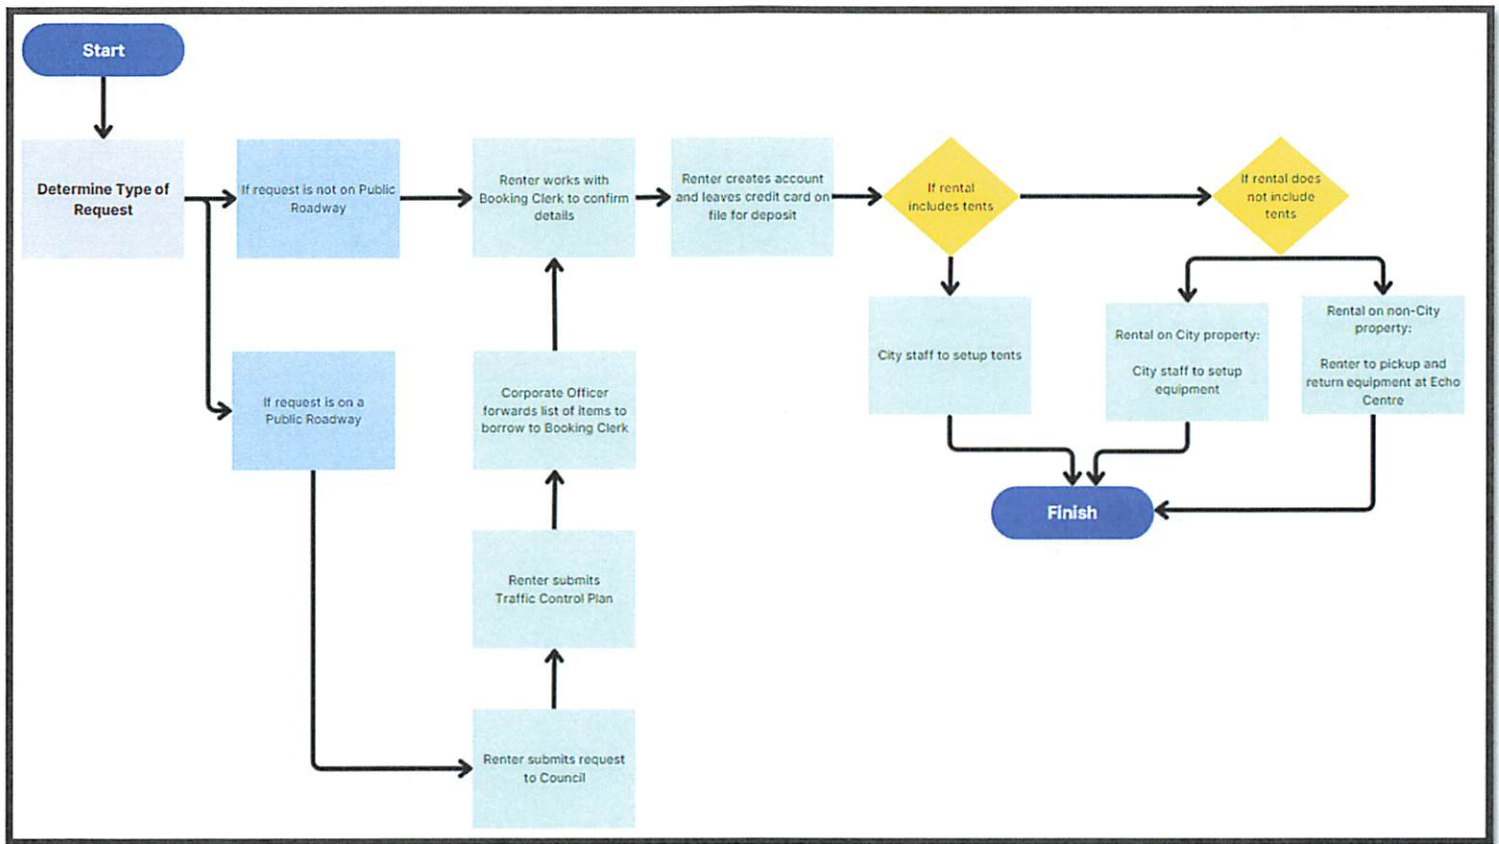 Start
Determine Type of
Request
If request is not on Public
Roadway
Renter works with
Booking Clerk to confirm
details
Renter creates account
and leaves credit card on
file for deposit
If rental
includes tents
If rental does
not include
tents
City staff to setup tents
Rental on City property:
City staff to setup
equipment
Rental on non-City
property:
Renter to pickup and
return equipment at Echo
Centre
If request is on a
Public Roadway
Corporate Officer
forwards list of items to
borrow to Booking Clerk
Finish
Renter submits
Traffic Control Plan
Renter submits request
to Council